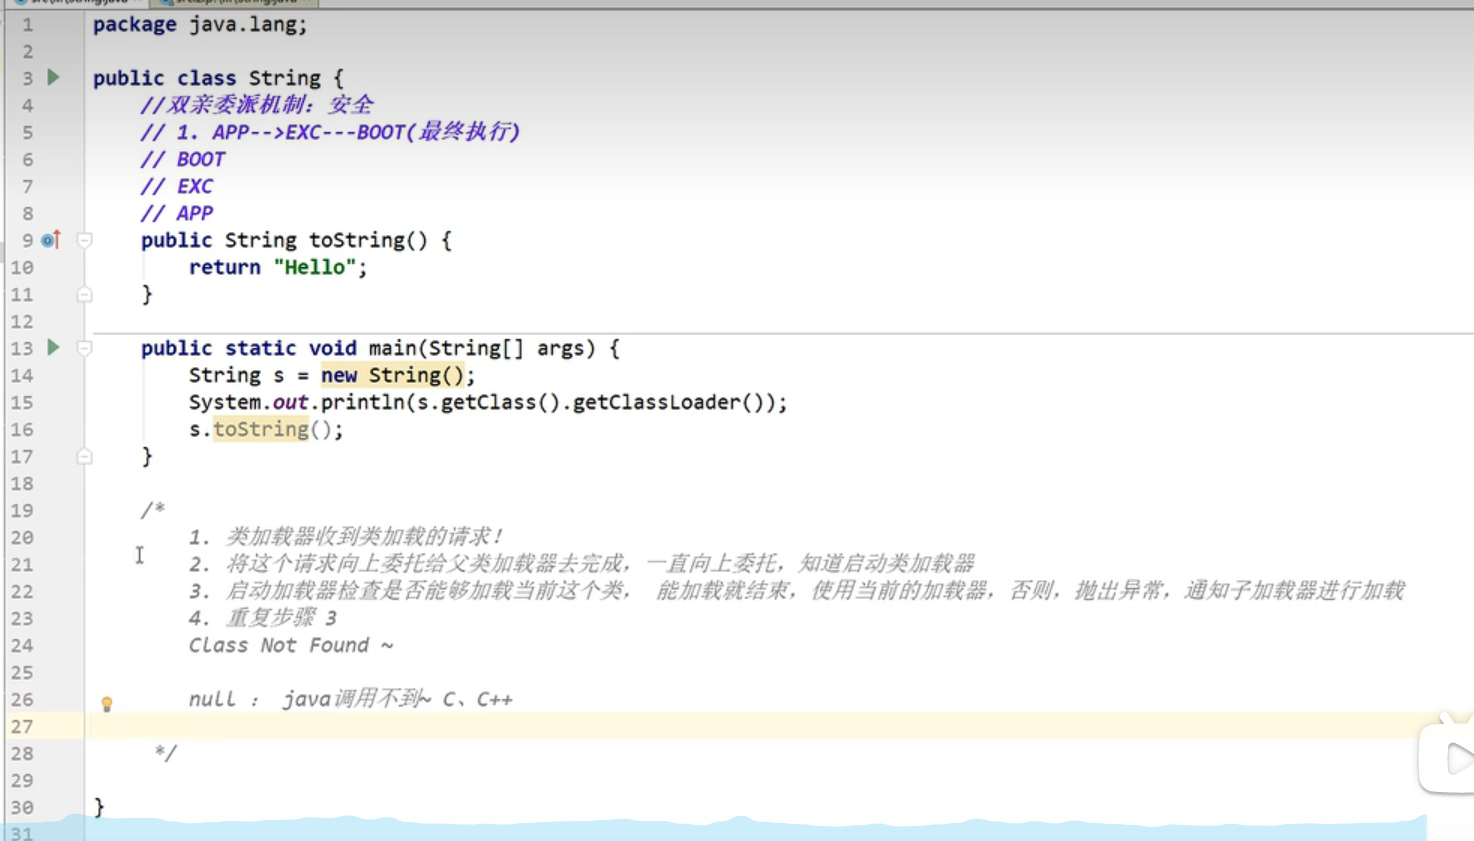 1 package java.lang;
2
3 public class String {
4 //双亲委派机制：安全
5 // 1. APP-->EXC---BOOT(最终执行)
6 // BOOT
7 // EXC
8 // APP
9 public String toString() {
10 return "Hello";
11 }
12
13 public static void main(String[] args) {
14 String s = new String();
15 System.out.println(s.getClass().getClassLoader());
16 s.toString();
17 }
18
19 /*
20 1. 类加载器收到类加载的请求！
21 2. 将这个请求向上委托给父类加载器去完成，一直向上委托，知道启动类加载器
22 3. 启动加载器检查是否能够加载当前这个类， 能加载就结束，使用当前的加载器，否则，抛出异常，通知子加载器进行加载
23 4. 重复步骤 3
24 Class Not Found ~
25
26 null ： java调用不到~ C、C++
27
28 */
29
30 }
31